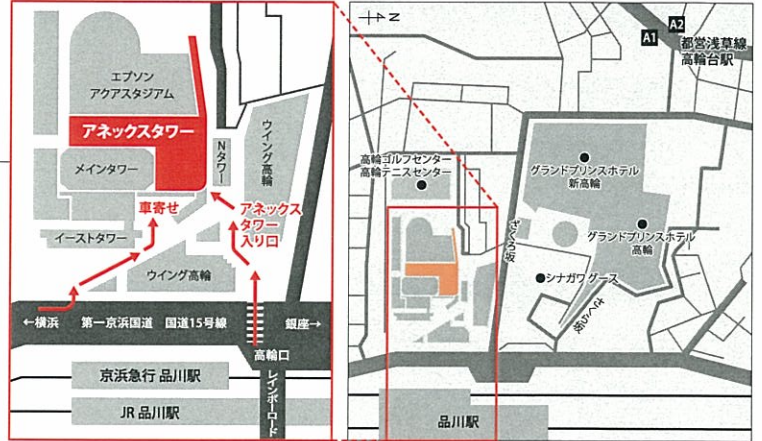 エプソン
アクアスタジアム
アネックスタワー
メインタワー
Nタワー
ウイング高輪
車寄せ
アネックス
タワー
入り口
イーストタワー
ウイング高輪
←横浜
第一京浜国道 国道15号線
銀座→
高輪口
京浜急行 品川駅
JR 品川駅
レインボーロード
N
A1
A2
都営浅草線
高輪台駅
高輪ゴルフセンター
高輪テニスセンター
グランドプリンスホテル
新高輪
グランドプリンスホテル
高輪
ざくろ坂
シナガワグース
さくら坂
品川駅